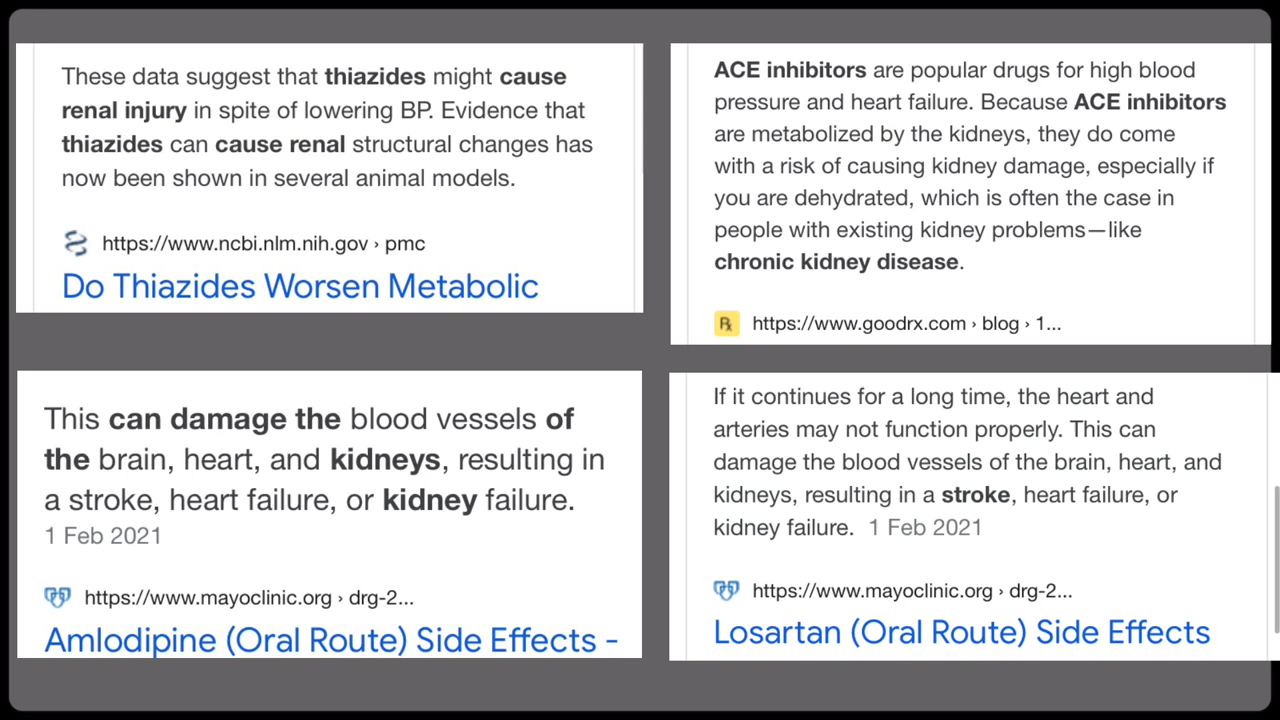 These data suggest that thiazides might cause
renal injury in spite of lowering BP. Evidence that
thiazides can cause renal structural changes has
now been shown in several animal models.
https://www.ncbi.nlm.nih.gov › pmc
Do Thiazides Worsen Metabolic
ACE inhibitors are popular drugs for high blood
pressure and heart failure. Because ACE inhibitors
are metabolized by the kidneys, they do come
with a risk of causing kidney damage, especially if
you are dehydrated, which is often the case in
people with existing kidney problems—like
chronic kidney disease.
https://www.goodrx.com › blog › 1...
This can damage the blood vessels of
the brain, heart, and kidneys, resulting in
a stroke, heart failure, or kidney failure.
1 Feb 2021
https://www.mayoclinic.org › drg-2...
Amlodipine (Oral Route) Side Effects -
If it continues for a long time, the heart and
arteries may not function properly. This can
damage the blood vessels of the brain, heart, and
kidneys, resulting in a stroke, heart failure, or
kidney failure. 1 Feb 2021
https://www.mayoclinic.org › drg-2...
Losartan (Oral Route) Side Effects